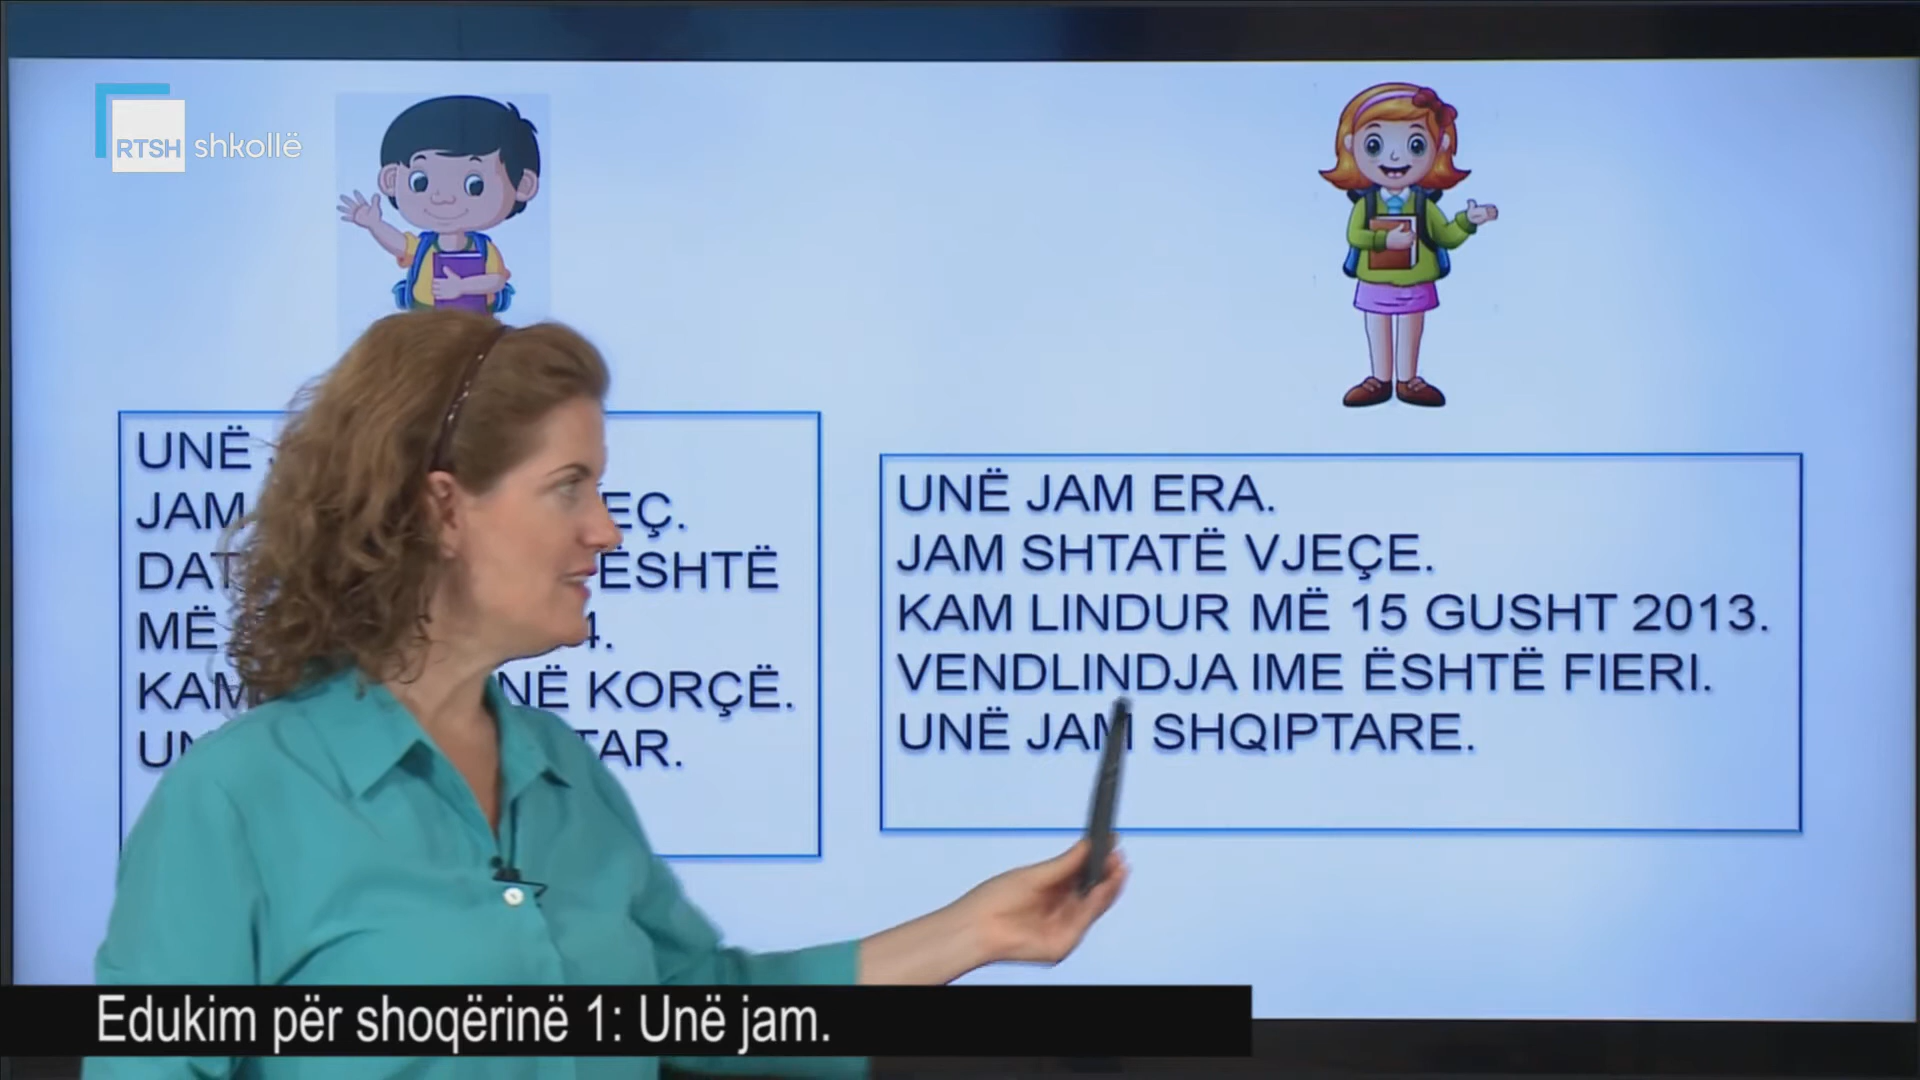 RTSH shkollë
UNË
JAM
DAT ËSHTË
MË 4.
KAM NË KORÇË.
UN TAR.
UNË JAM ERA.
JAM SHTATË VJEÇE.
KAM LINDUR MË 15 GUSHT 2013.
VENDLINDJA IME ËSHTË FIERI.
UNË JAM SHQIPTARE.
Edukim për shoqërinë 1: Unë jam.